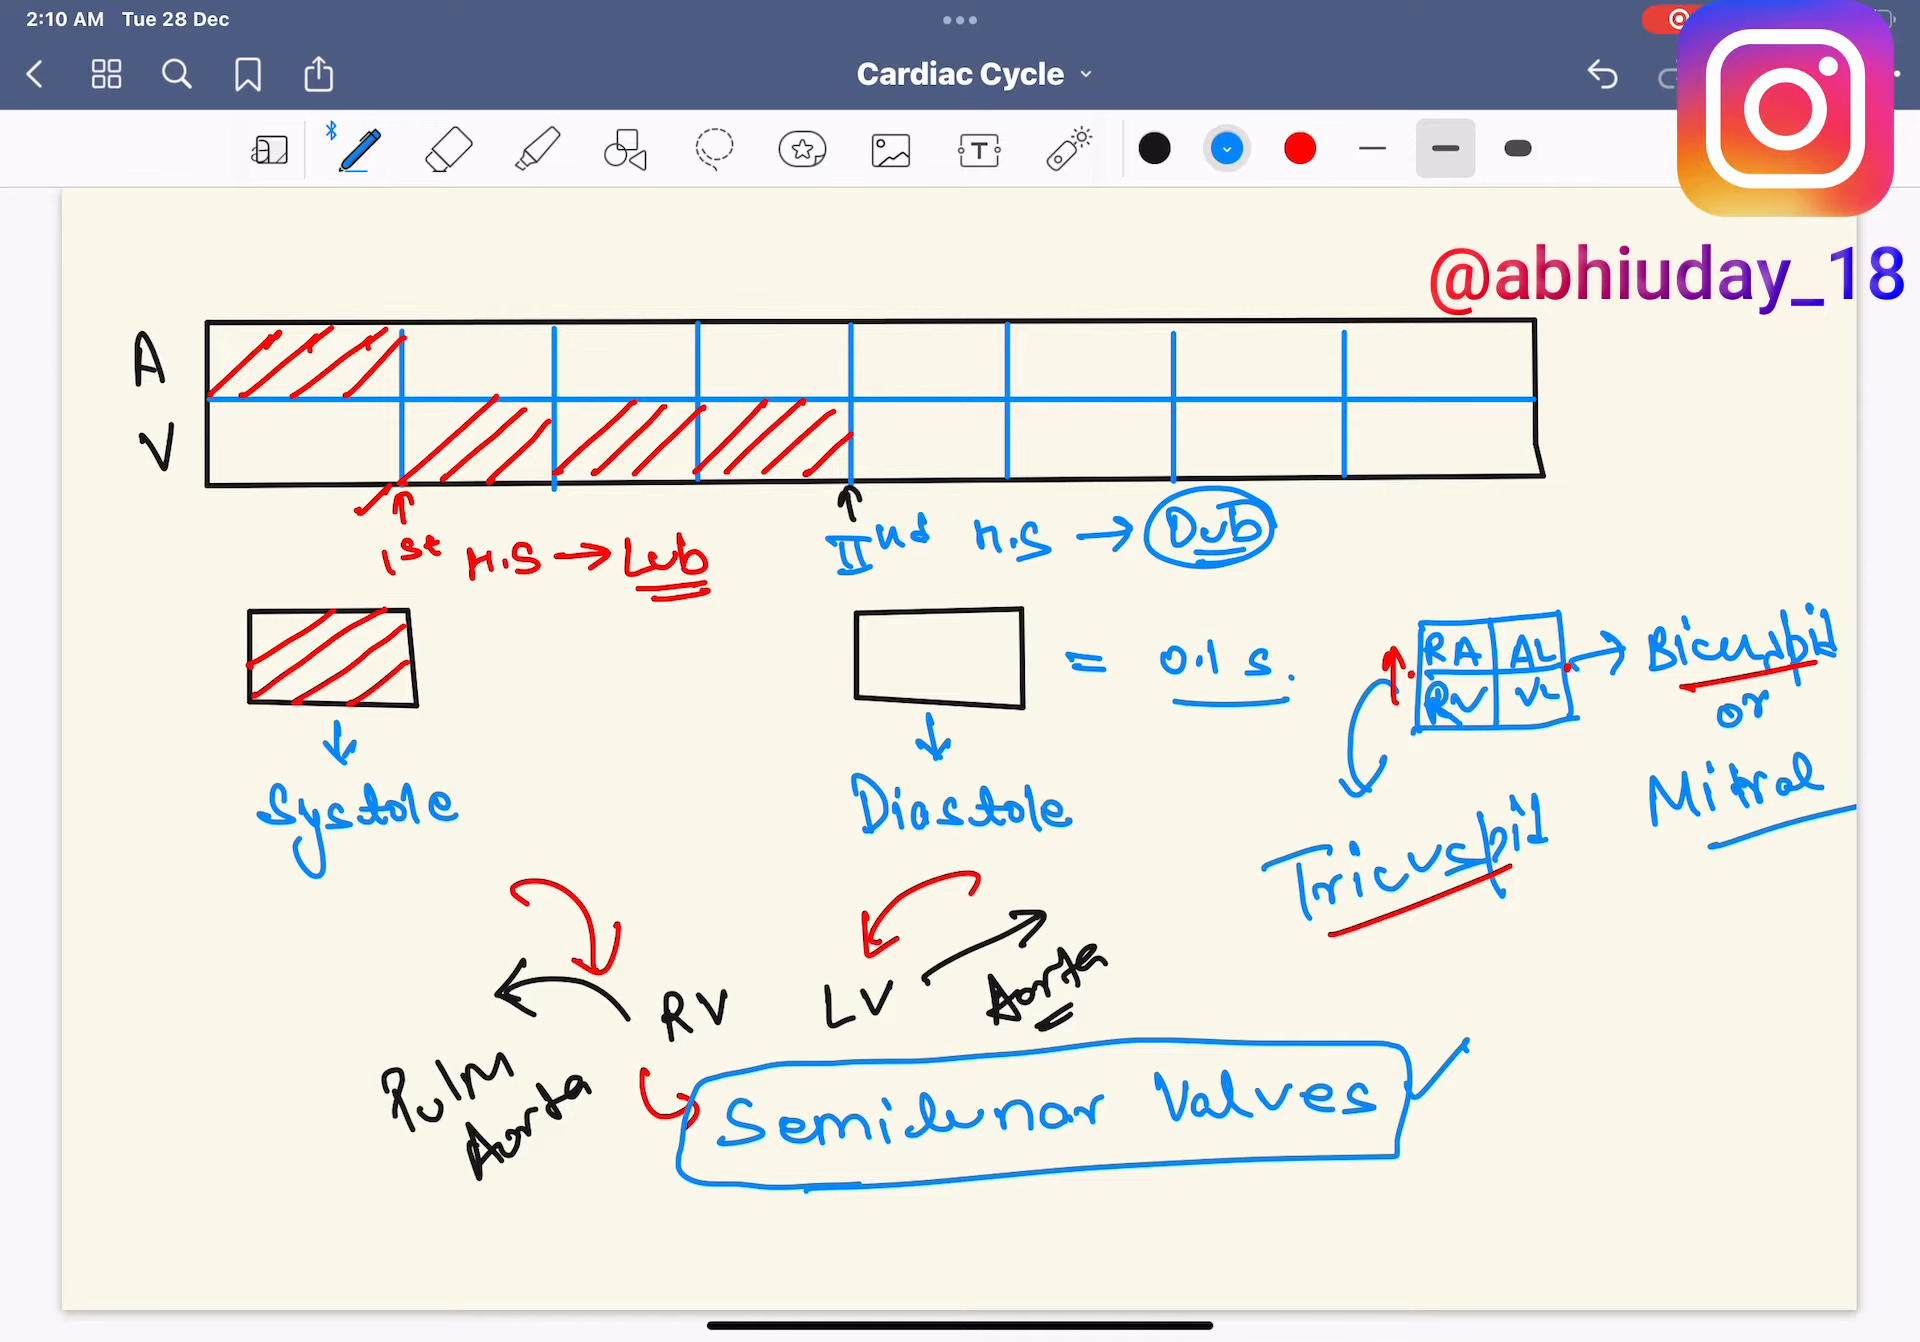 2:10 AM Tue 28 Dec
Cardiac Cycle
@abhiuday_18
A
V
1st H.S → Lub
IInd H.S → Dub
= 0.1 s.
RA AL → Bicuspid
RV VL or
Mitral
Systole
Diastole
Tricuspid
RV LV Aorta
Pulm
Aorta
Semilunar Valves